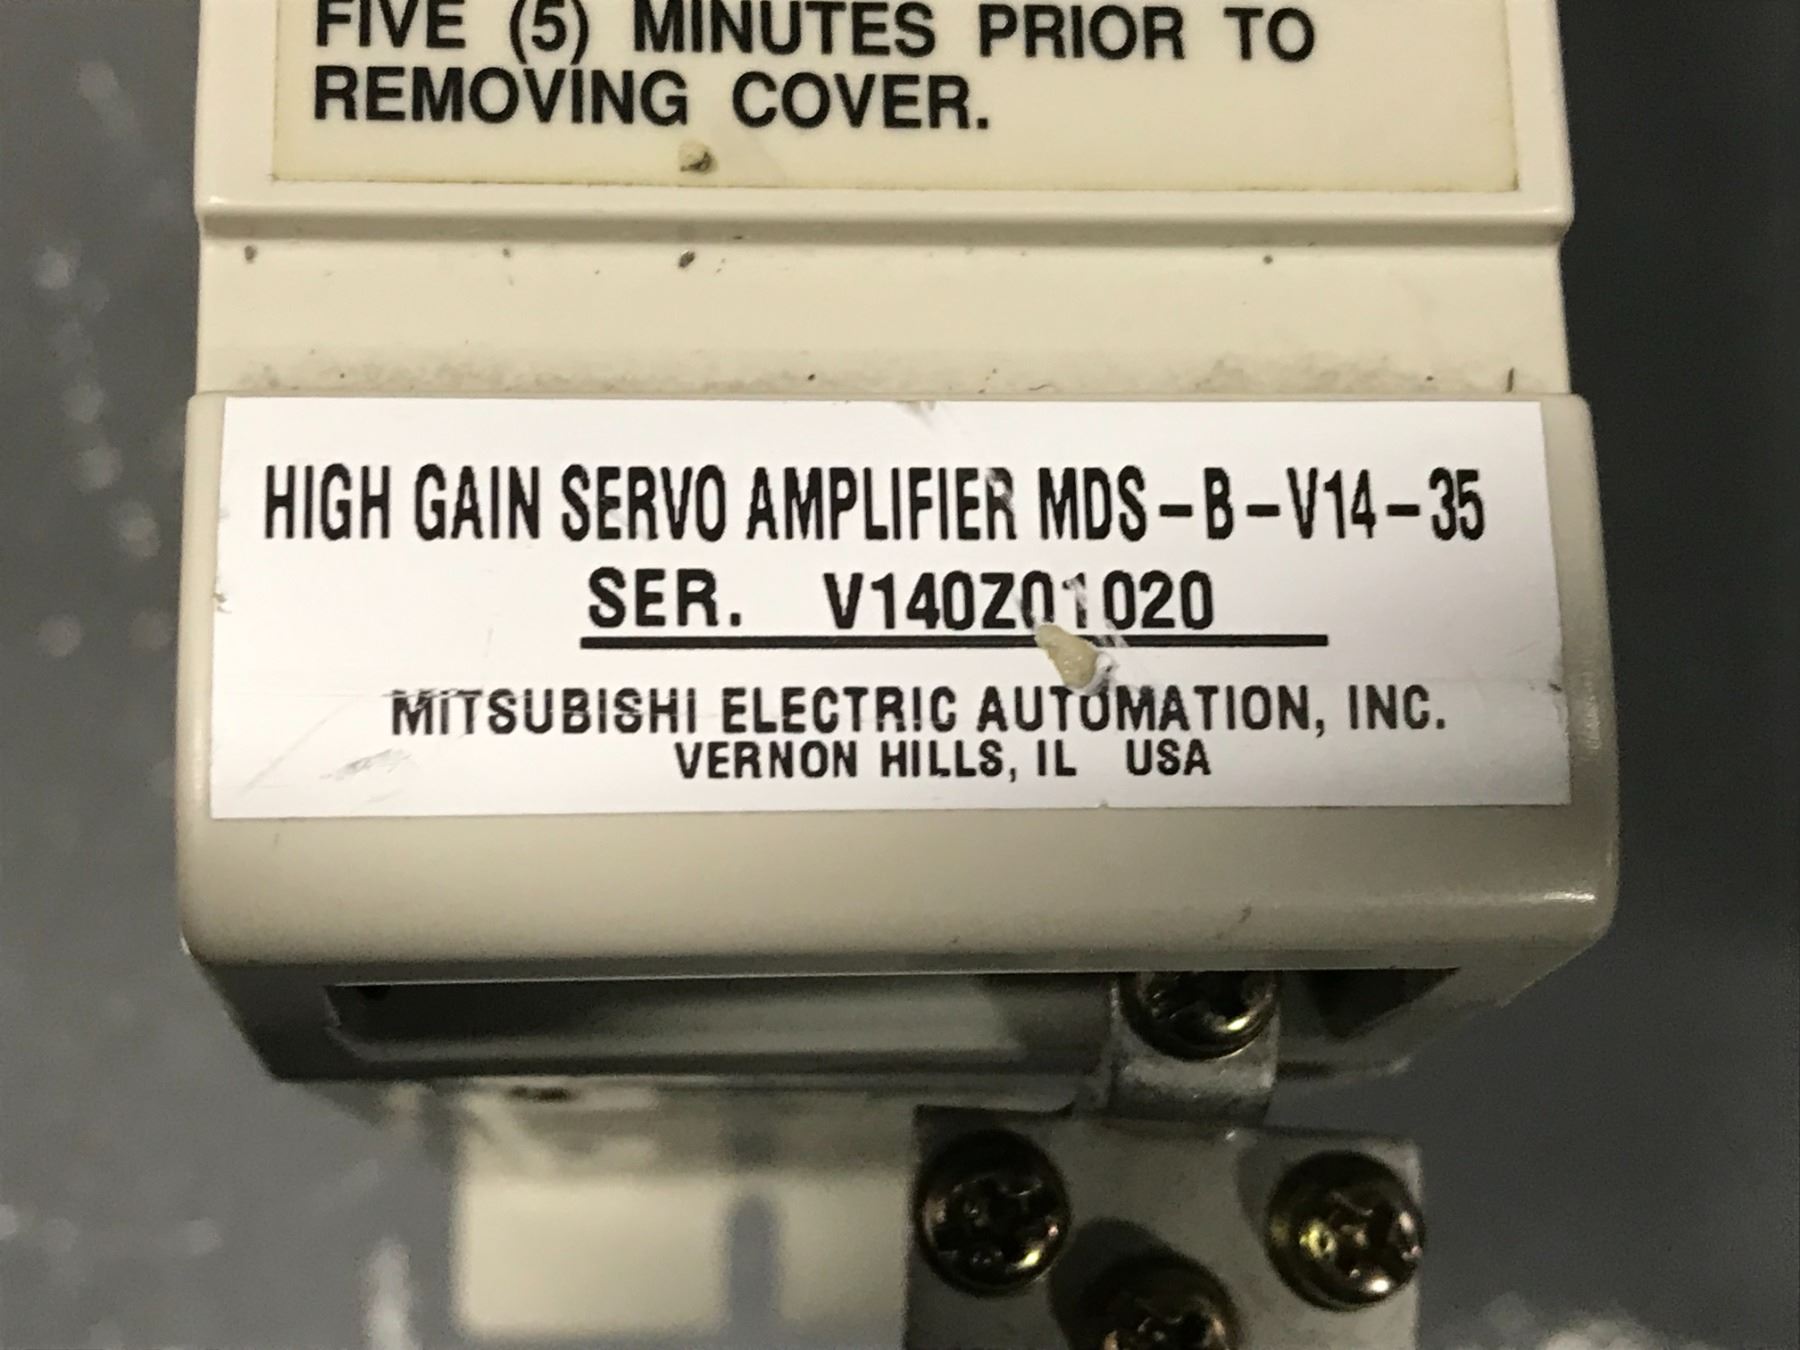 FIVE (5) MINUTES PRIOR TO
REMOVING COVER.
HIGH GAIN SERVO AMPLIFIER MDS-B-V14-35
SER. V140Z01020
MITSUBISHI ELECTRIC AUTOMATION, INC.
VERNON HILLS, IL USA